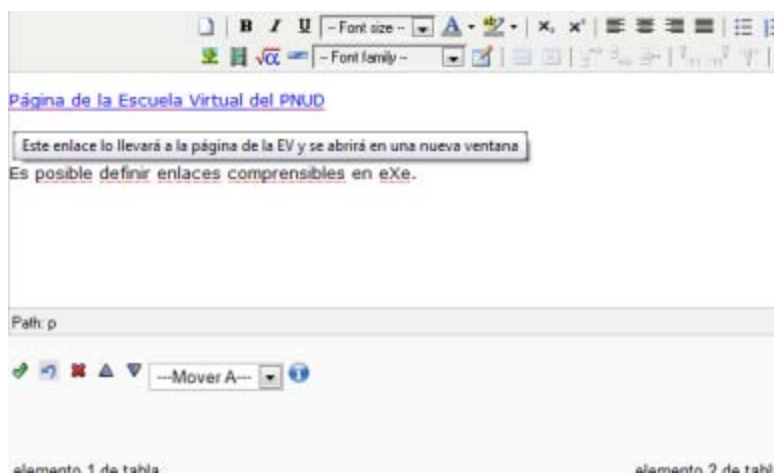 B I U -- Font size -- A ab/ x, x'
√α -- Font family --
Página de la Escuela Virtual del PNUD
Este enlace lo llevará a la página de la EV y se abrirá en una nueva ventana
Es posible definir enlaces comprensibles en eXe.
Path: p
---Mover A---
elemento 1 de tabla elemento 2 de tabl